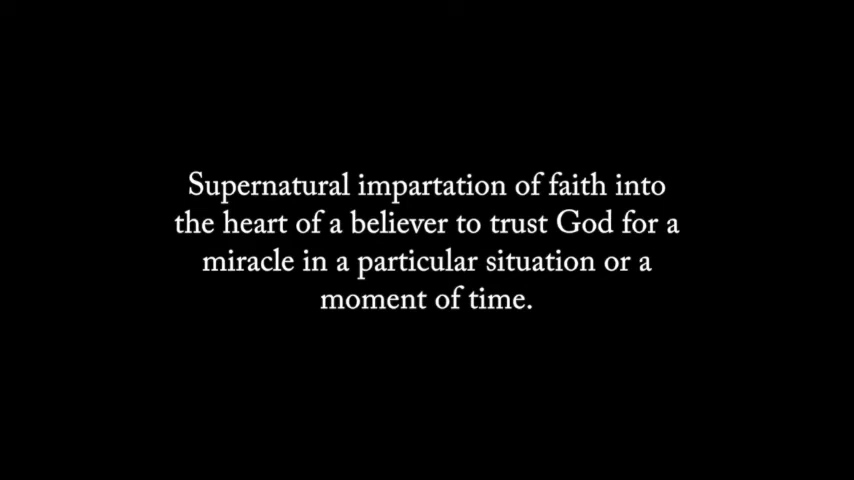 Supernatural impartation of faith into
the heart of a believer to trust God for a
miracle in a particular situation or a
moment of time.